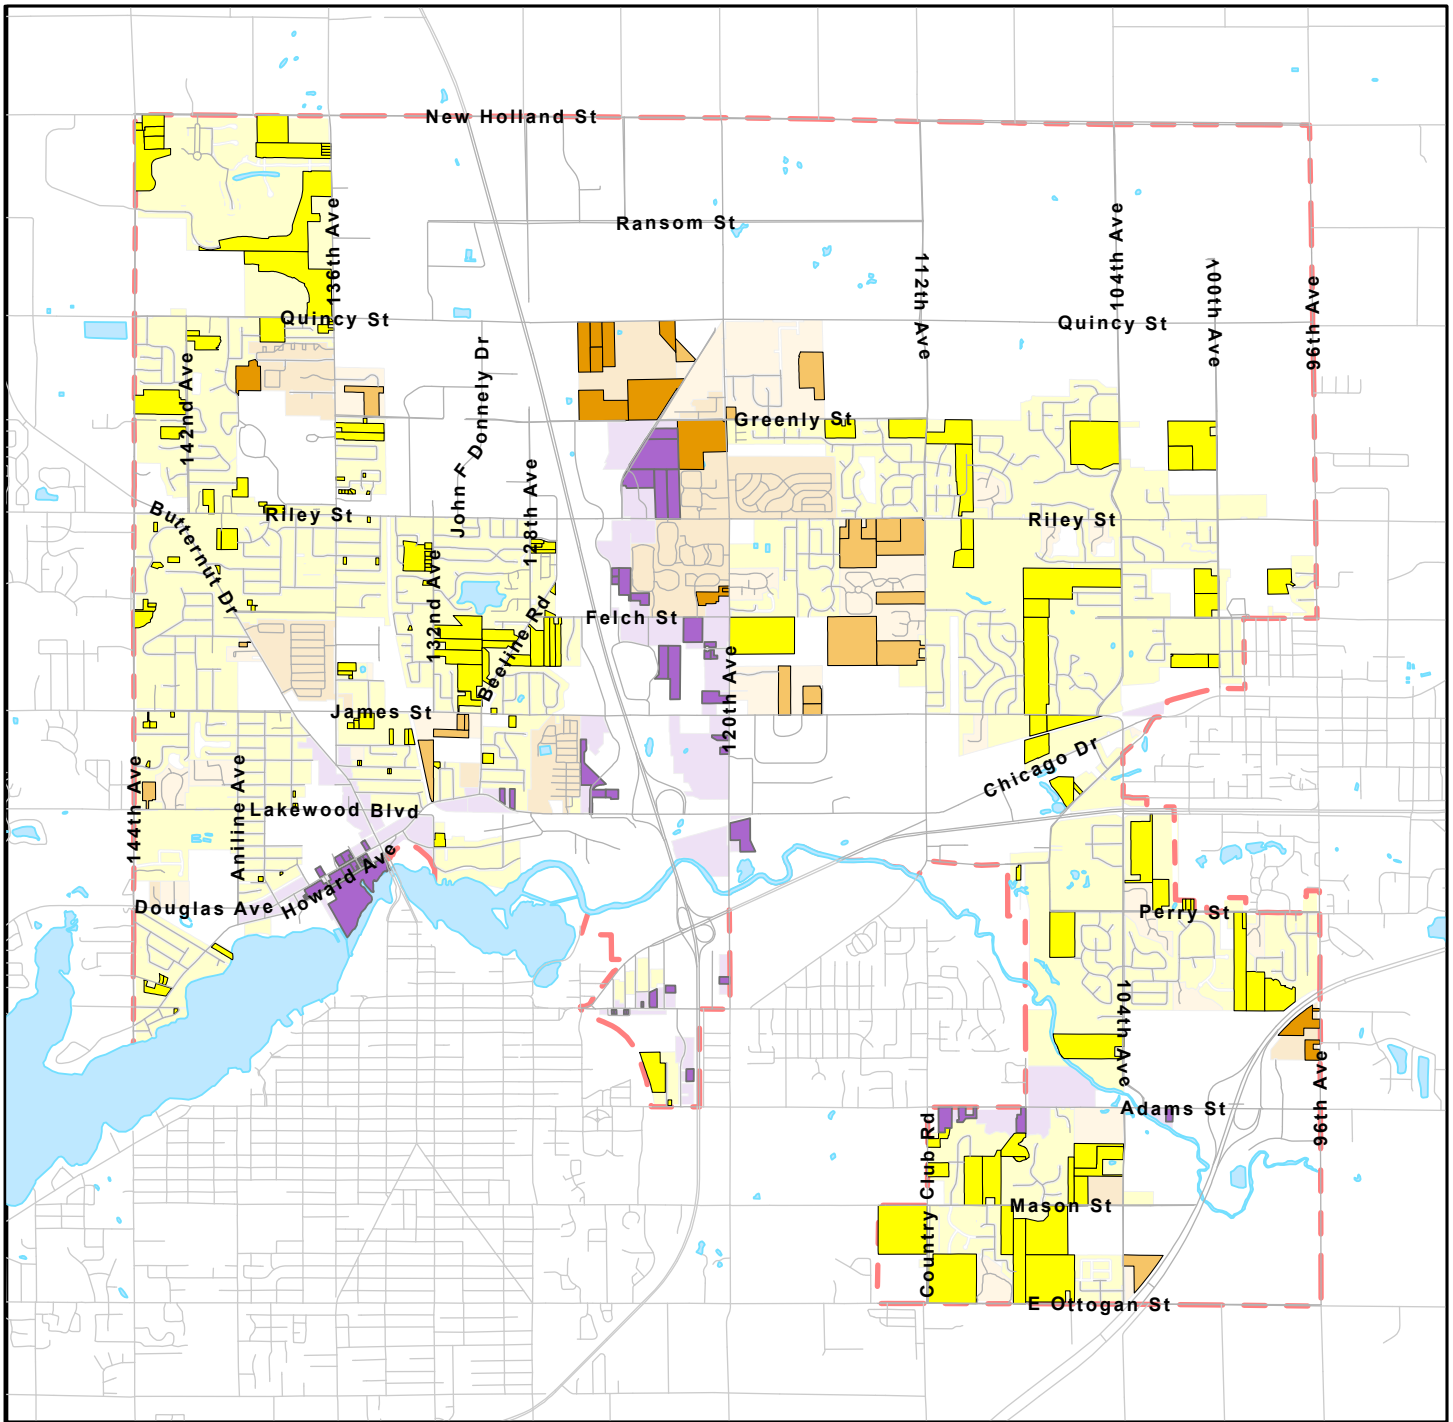 New Holland St
Ransom St
136th Ave
112th Ave
104th Ave
100th Ave
96th Ave
Quincy St
Quincy St
142nd Ave
John F Donnely Dr
Greenly St
128th Ave
Riley St
Riley St
Butternut Dr
132nd Ave
Beeline Rd
Felch St
120th Ave
James St
Chicago Dr
144th Ave
Aniline Ave
Lakewood Blvd
Howard Ave
Douglas Ave
Perry St
104th Ave
96th Ave
Adams St
Country Club Rd
Mason St
E Ottogan St